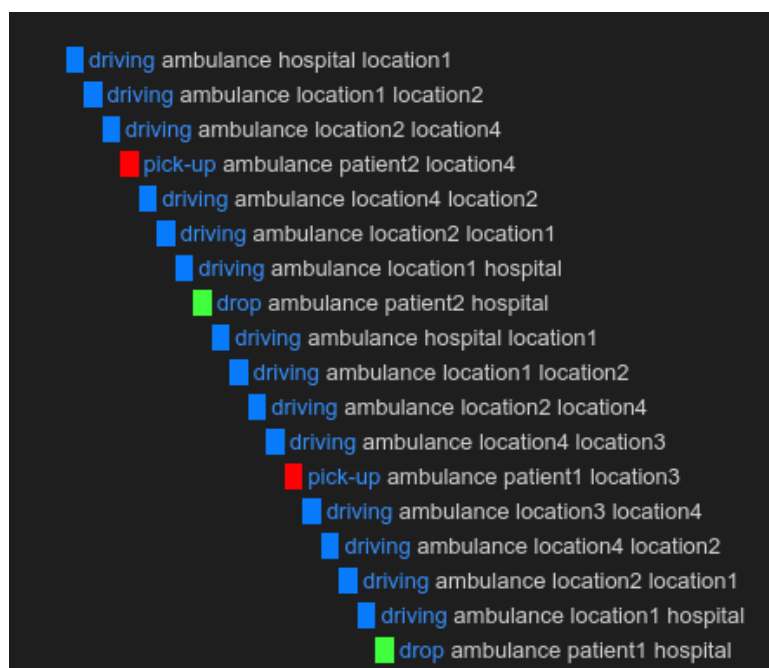 driving ambulance hospital location1
driving ambulance location1 location2
driving ambulance location2 location4
pick-up ambulance patient2 location4
driving ambulance location4 location2
driving ambulance location2 location1
driving ambulance location1 hospital
drop ambulance patient2 hospital
driving ambulance hospital location1
driving ambulance location1 location2
driving ambulance location2 location4
driving ambulance location4 location3
pick-up ambulance patient1 location3
driving ambulance location3 location4
driving ambulance location4 location2
driving ambulance location2 location1
driving ambulance location1 hospital
drop ambulance patient1 hospital